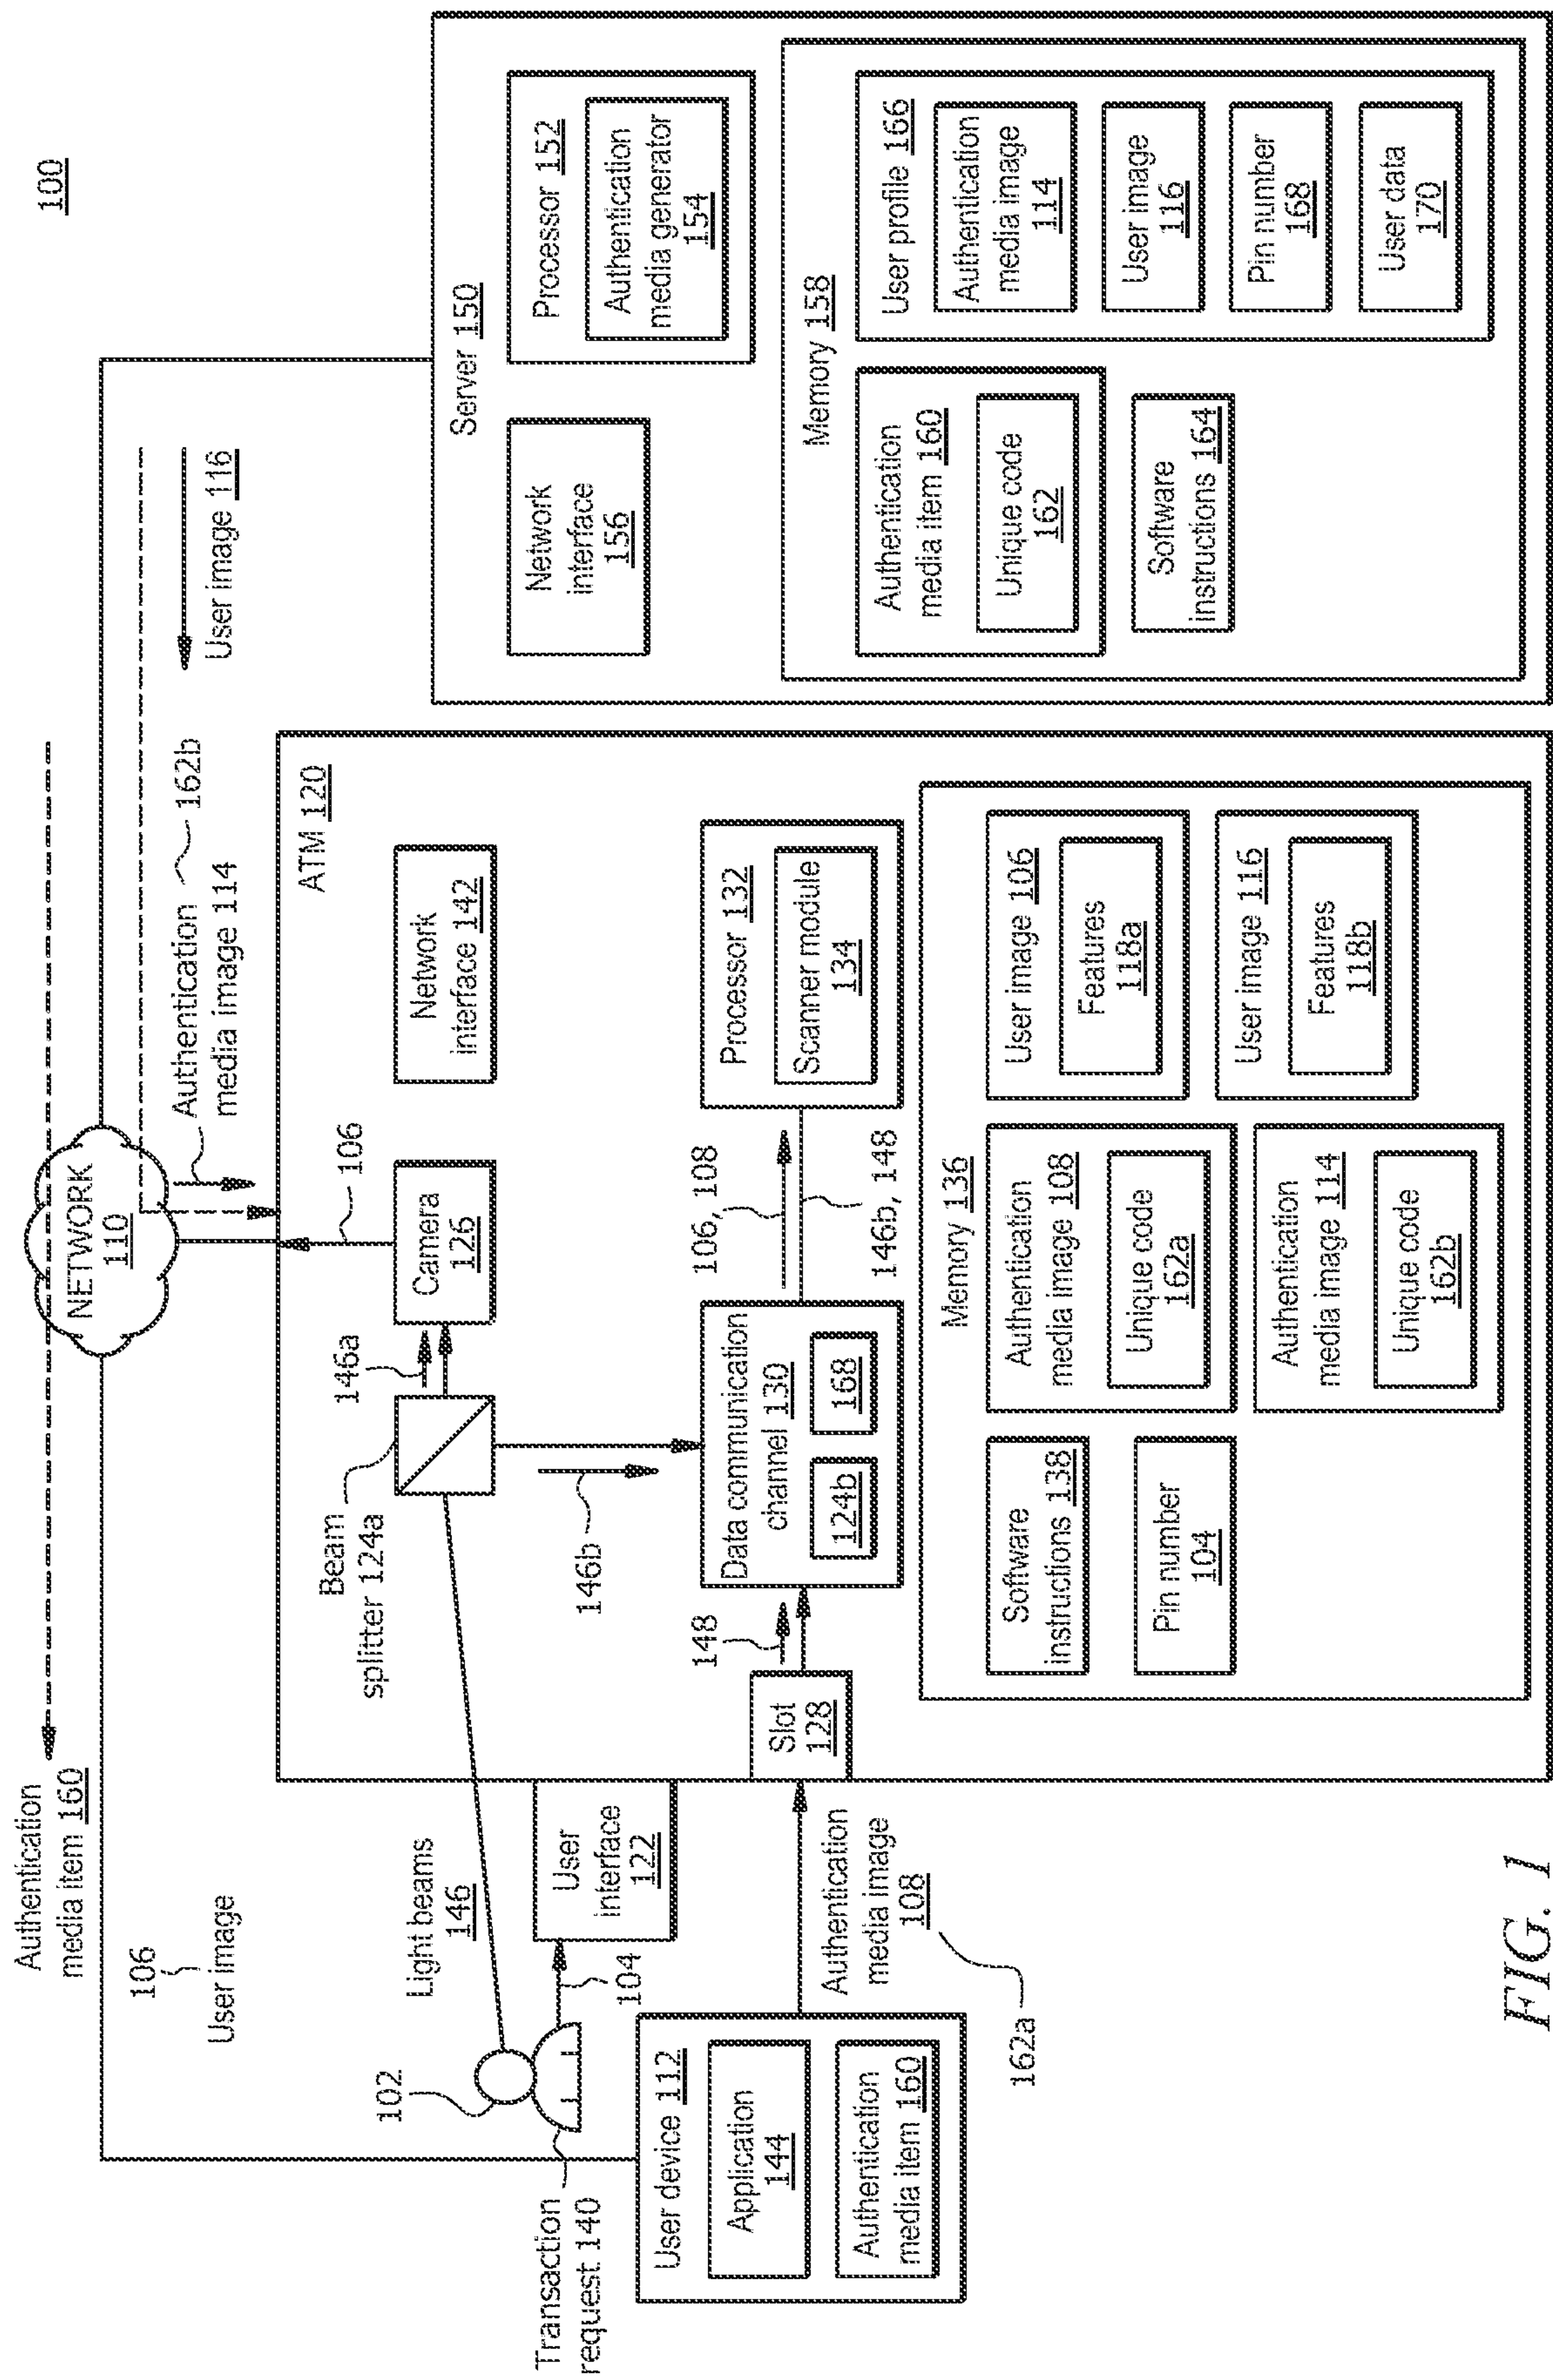 100
Authentication
media item 160
NETWORK
110
106
User image
Authentication
media image 114
162b
User image 116
Transaction
request 140
102
Light beams
146
104
User
interface
122
User device 112
Application
144
Authentication
media item 160
Authentication
media image
108
162a
ATM 120
Beam
splitter 124a
146a
106
Camera
126
Network
interface 142
146b
148
Slot
128
Data communication
channel 130
124b
168
106, 108
146b, 148
Processor 132
Scanner module
134
Memory 136
Software
instructions 138
Pin number
104
Authentication
media image 108
Unique code
162a
Authentication
media image 114
Unique code
162b
User image 106
Features
118a
User image 116
Features
118b
Server 150
Network
interface
156
Processor 152
Authentication
media generator
154
Memory 158
Authentication
media item 160
Unique code
162
Software
instructions 164
User profile 166
Authentication
media image
114
User image
116
Pin number
168
User data
170
FIG. 1